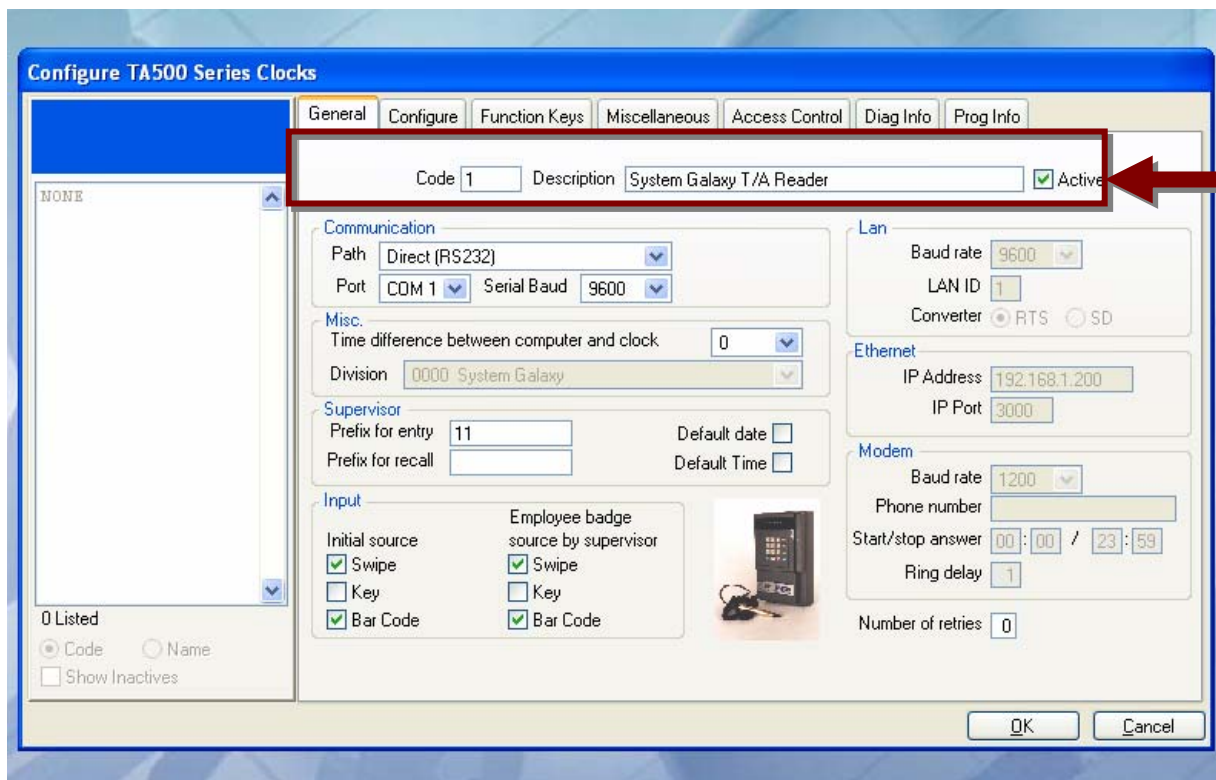 Configure TA500 Series Clocks
General Configure Function Keys Miscellaneous Access Control Diag Info Prog Info
NONE
Code 1 Description System Galaxy T/A Reader Active
Communication
Path Direct (RS232)
Port COM 1 Serial Baud 9600
Misc.
Time difference between computer and clock 0
Division 0000 System Galaxy
Supervisor
Prefix for entry 11 Default date
Prefix for recall Default Time
Input
Initial source
Swipe
Key
Bar Code
Employee badge
source by supervisor
Swipe
Key
Bar Code
Lan
Baud rate 9600
LAN ID 1
Converter RTS SD
Ethernet
IP Address 192.168.1.200
IP Port 3000
Modem
Baud rate 1200
Phone number
Start/stop answer 00 : 00 / 23 : 59
Ring delay 1
Number of retries 0
0 Listed
Code Name
Show Inactives
OK Cancel